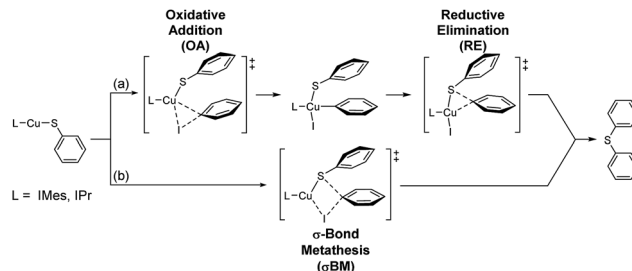 Oxidative
Addition
(OA)
Reductive
Elimination
(RE)
(a)
‡
S
L–Cu
I
S
L–Cu
I
‡
S
L–Cu
I
L–Cu–S
S
(b)
‡
S
L–Cu
I
L = IMes, IPr
σ-Bond
Metathesis
(σBM)